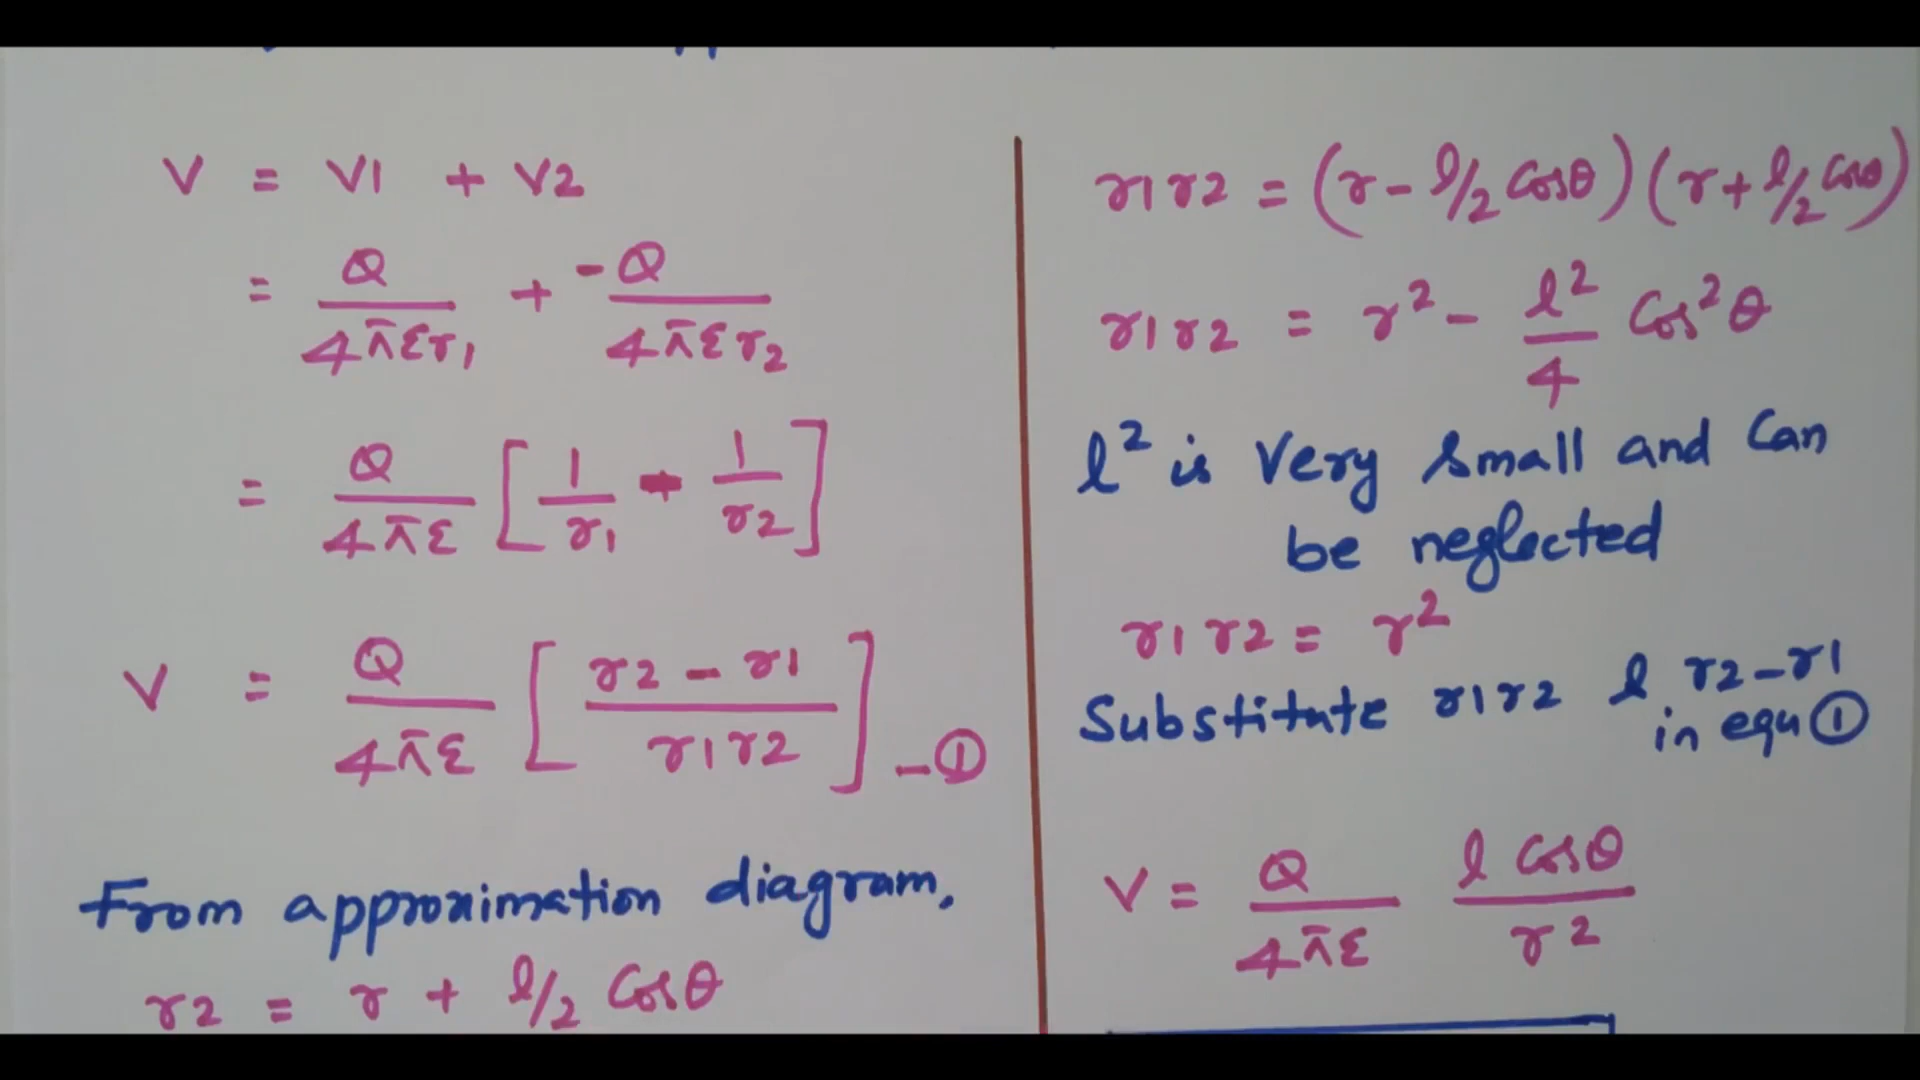 V = V1 + V2
= Q/4πεr1 + -Q/4πεr2
= Q/4πε [1/r1 - 1/r2]
V = Q/4πε [r2 - r1 / r1r2] - ①
From approximation diagram,
r2 = r + l/2 Cosθ
r1r2 = (r - l/2 Cosθ)(r + l/2 Cosθ)
r1r2 = r² - l²/4 Cos²θ
l² is Very Small and Can
be neglected
r1r2 = r²
Substitute r1r2 & r2-r1
in equ ①
V = Q/4πε l Cosθ/r²